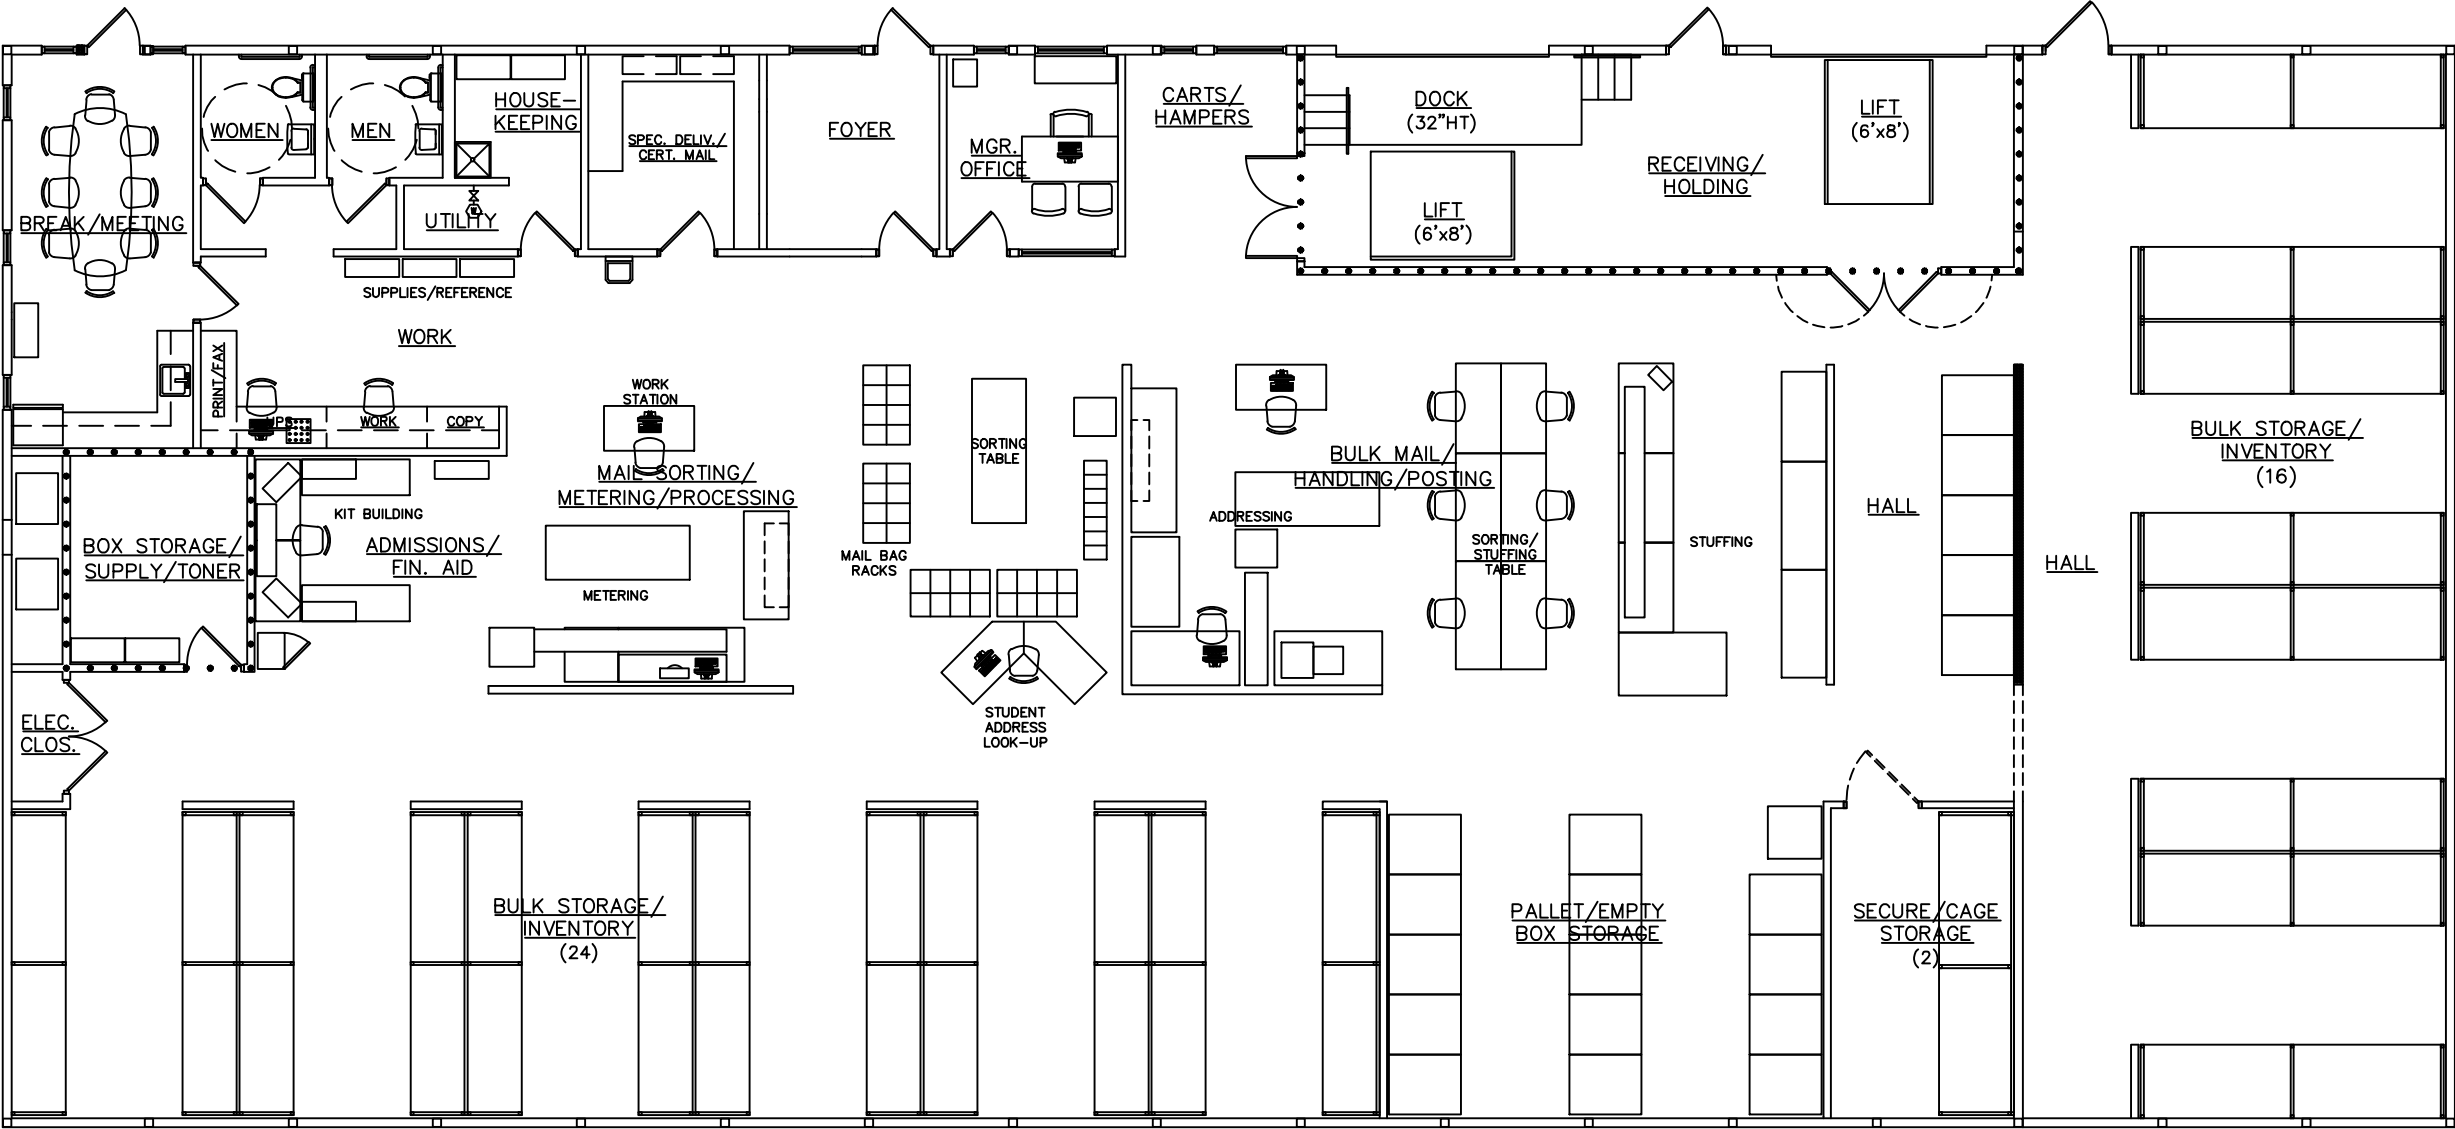 WOMEN
MEN
HOUSE-
KEEPING
SPEC. DELIV./
CERT. MAIL
FOYER
MGR.
OFFICE
CARTS/
HAMPERS
DOCK
(32"HT)
LIFT
(6'x8')
RECEIVING/
HOLDING
LIFT
(6'x8')
BREAK/MEETING
UTILITY
SUPPLIES/REFERENCE
WORK
PRINT/FAX
UPS
WORK
COPY
WORK
STATION
MAIL SORTING/
METERING/PROCESSING
SORTING
TABLE
BULK MAIL/
HANDLING/POSTING
ADDRESSING
SORTING/
STUFFING
TABLE
STUFFING
HALL
HALL
BULK STORAGE/
INVENTORY
(16)
KIT BUILDING
BOX STORAGE/
SUPPLY/TONER
ADMISSIONS/
FIN. AID
METERING
MAIL BAG
RACKS
STUDENT
ADDRESS
LOOK-UP
ELEC.
CLOS.
BULK STORAGE/
INVENTORY
(24)
PALLET/EMPTY
BOX STORAGE
SECURE/CAGE
STORAGE
(2)